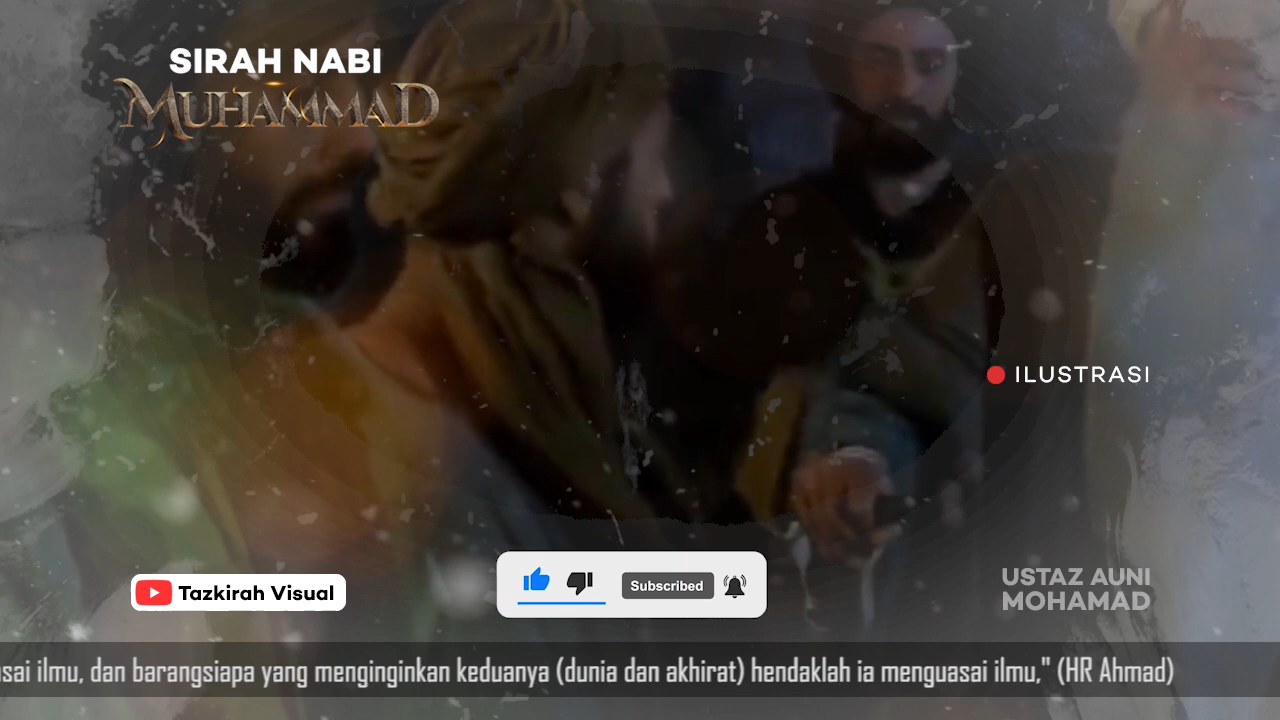 SIRAH NABI
MUHAMMAD
ILUSTRASI
Tazkirah Visual
Subscribed
USTAZ AUNI
MOHAMAD
ilmu, dan barangsiapa yang menginginkan keduanya (dunia dan akhirat) hendaklah ia menguasai ilmu," (HR Ahmad)